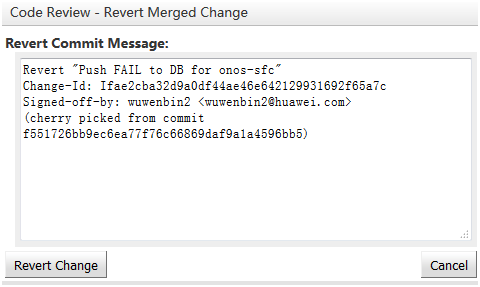 Code Review - Revert Merged Change
Revert Commit Message:
Revert "Push FAIL to DB for onos-sfc"
Change-Id: Ifae2cba32d9a0df44ae46e642129931692f65a7c
Signed-off-by: wuwenbin2 <wuwenbin2@huawei.com>
(cherry picked from commit
f551726bb9ec6ea77f76c66869daf9a1a4596bb5)
Revert Change
Cancel